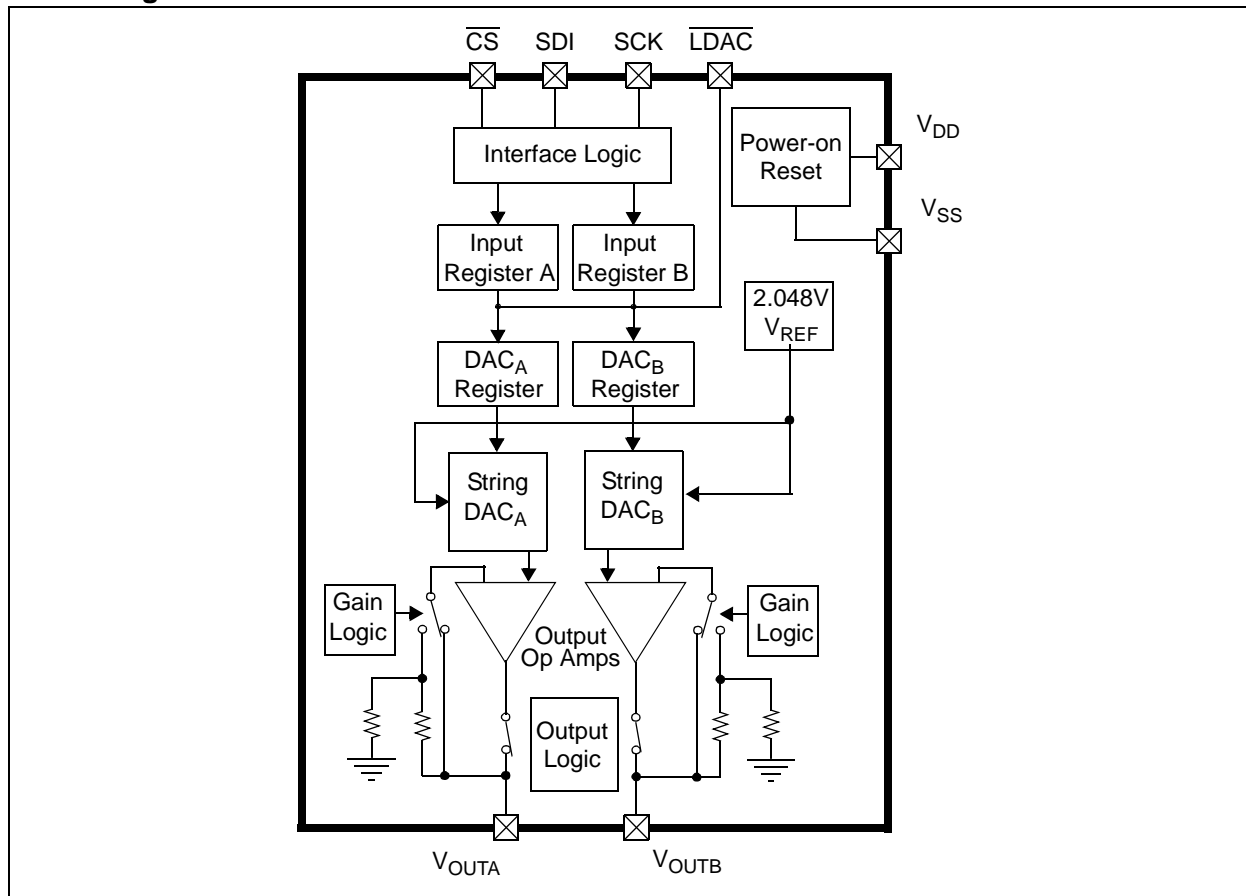 CS SDI SCK LDAC
VDD
Power-on
Reset
Interface Logic
VSS
Input
Register A
Input
Register B
2.048V
VREF
DACA
Register
DACB
Register
String
DACA
String
DACB
Gain
Logic
Gain
Logic
Output
Op Amps
Output
Logic
VOUTA
VOUTB